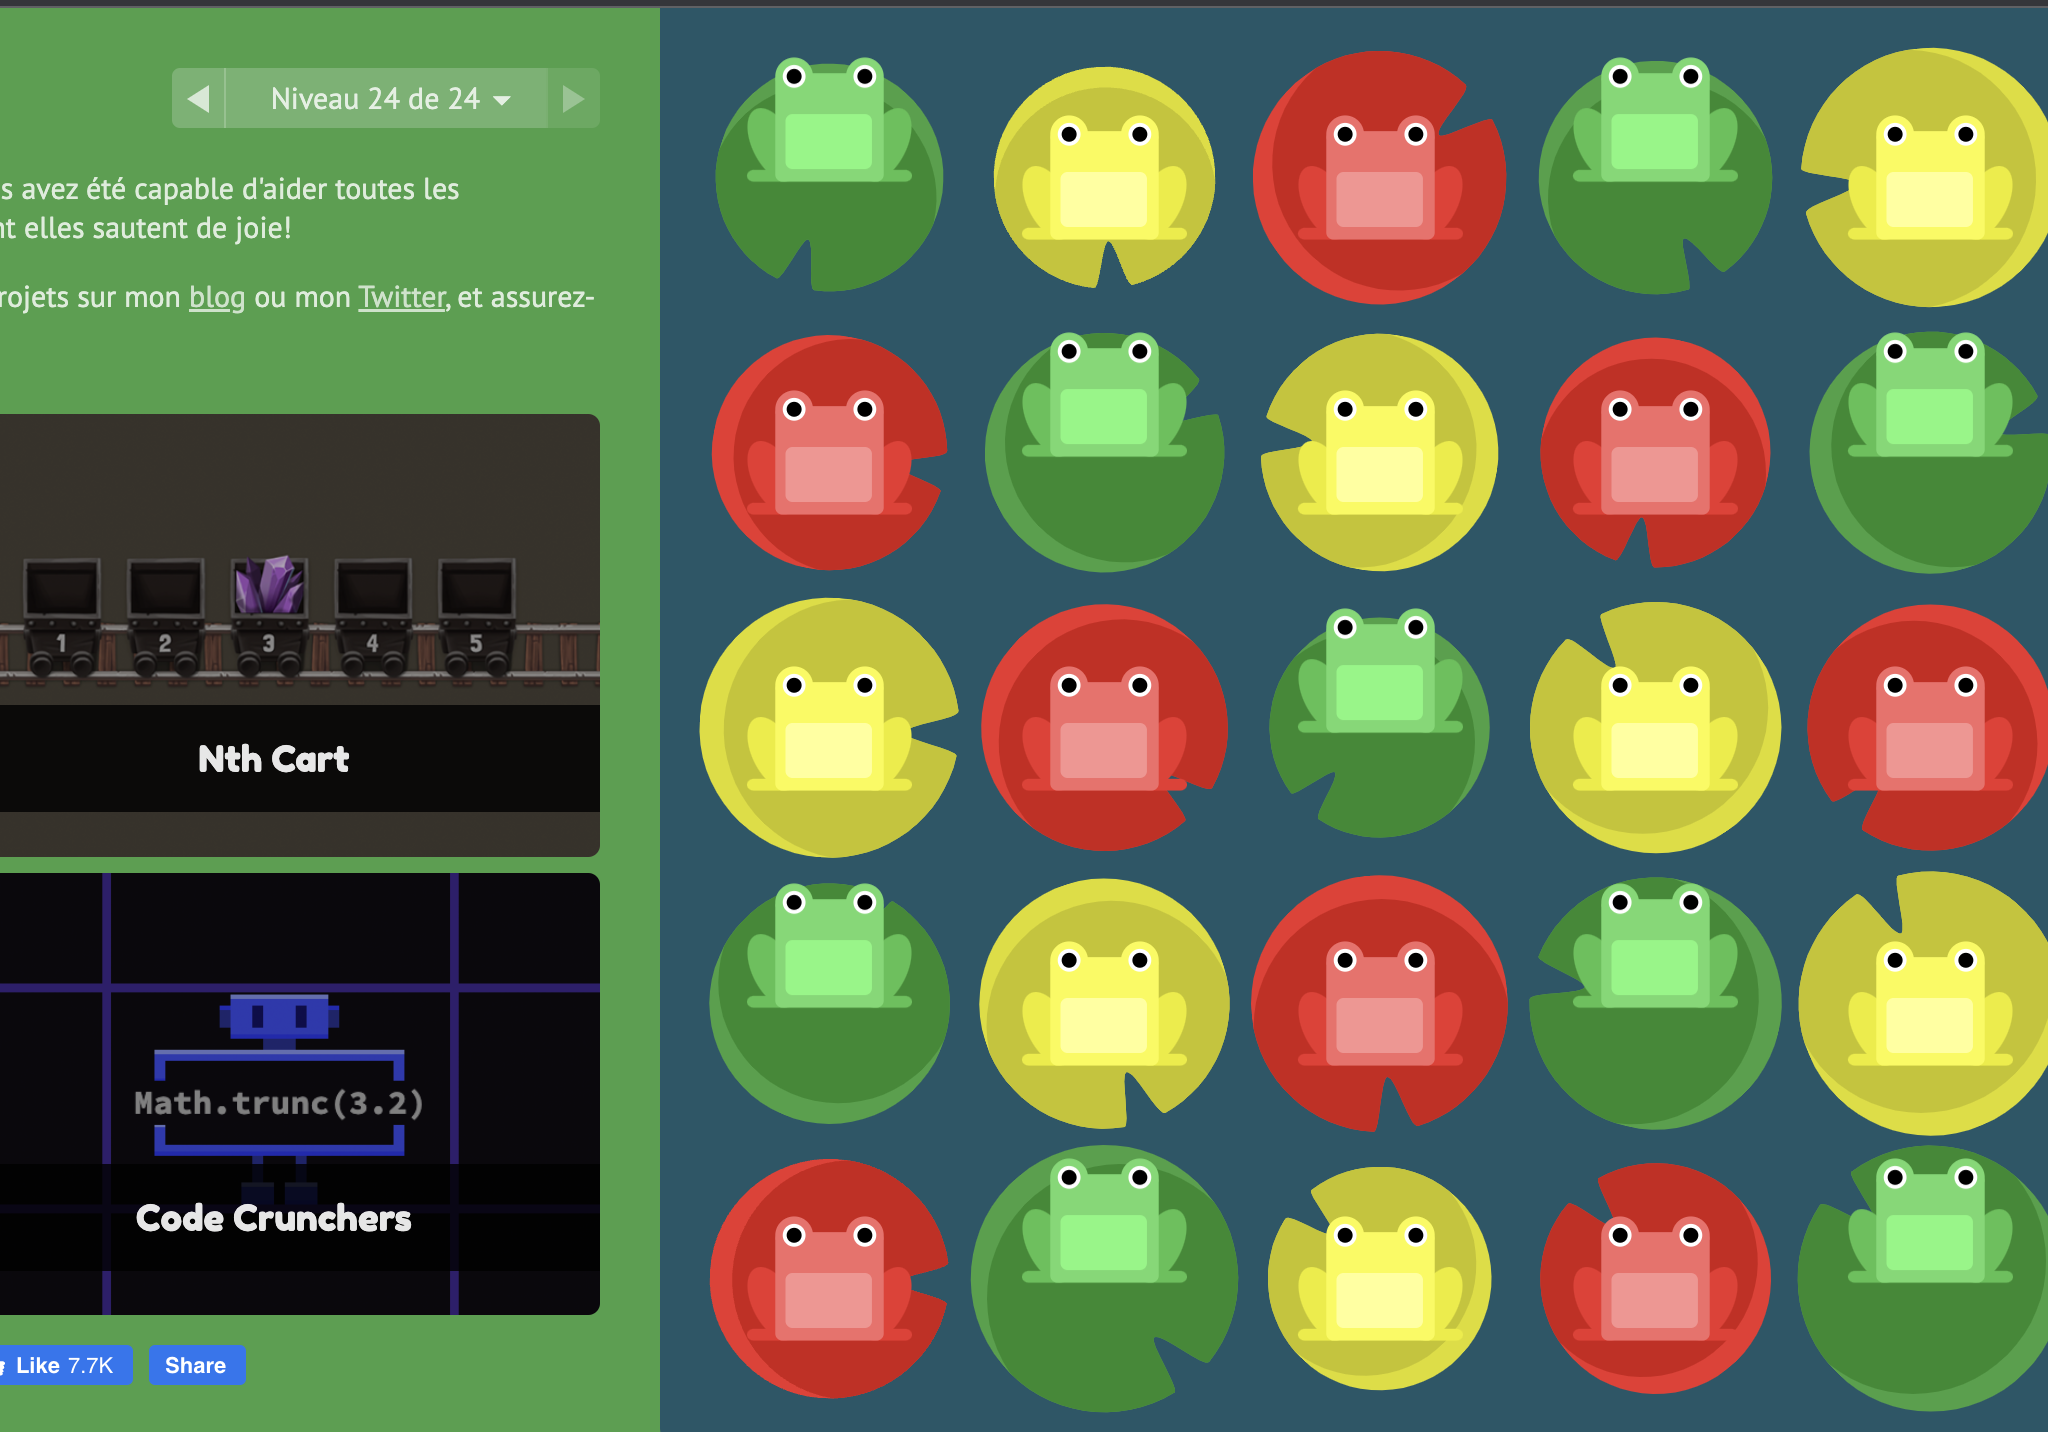 Niveau 24 de 24
s avez été capable d'aider toutes les
nt elles sautent de joie!
rojets sur mon blog ou mon Twitter, et assurez-
1 2 3 4 5
Nth Cart
Math.trunc(3.2)
Code Crunchers
Like 7.7K Share